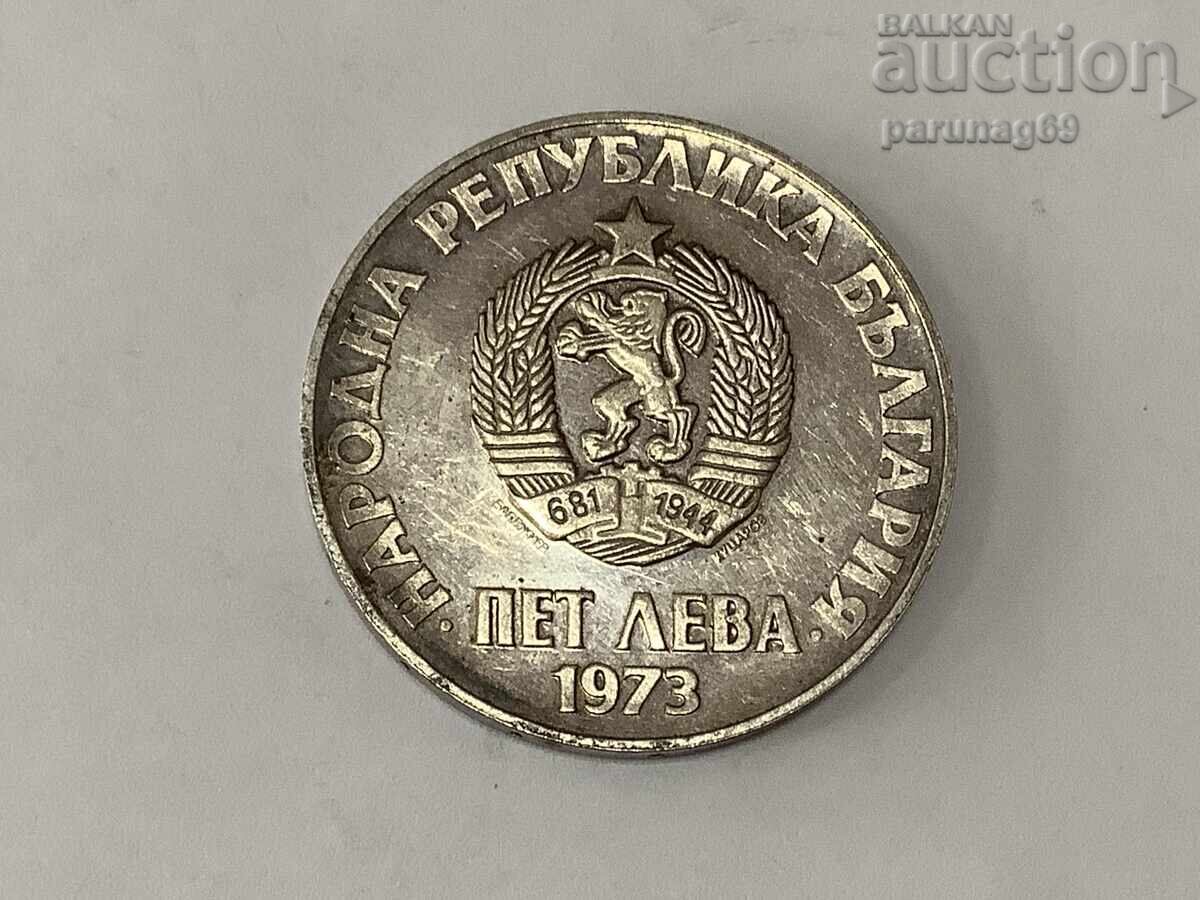 BALKAN
auction
parunag69
· НАРОДНА РЕПУБЛИКА БЪЛГАРИЯ ·
681 1944
ПЕТ ЛЕВА
1973